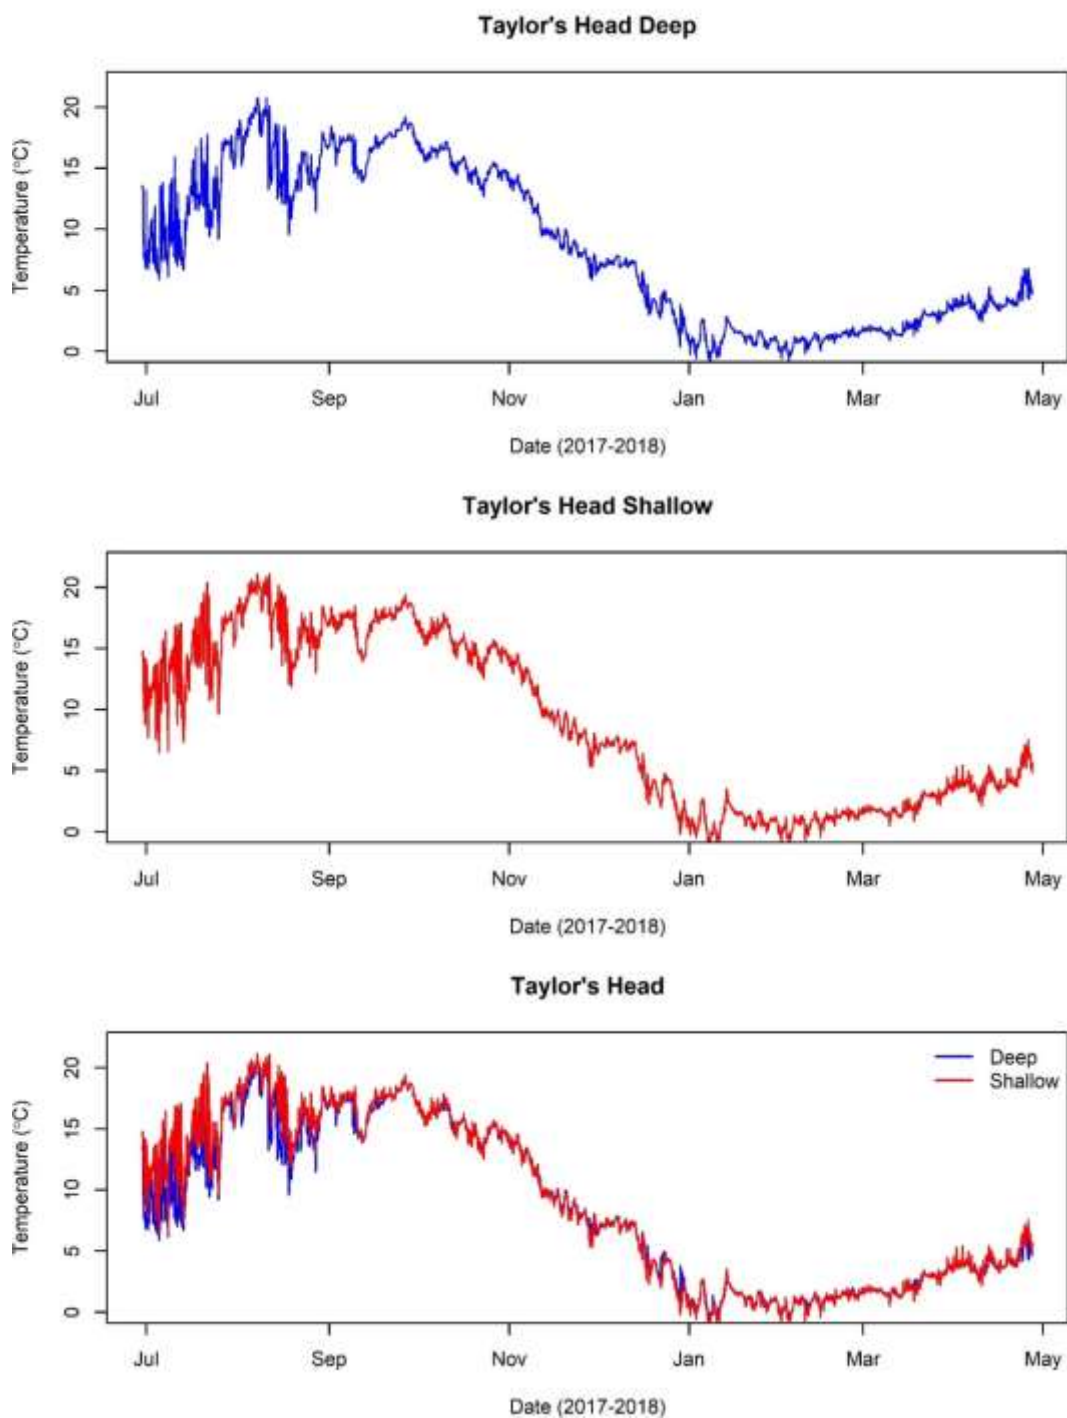 Taylor's Head Deep
Temperature (°C)
20
15
10
5
0
Jul Sep Nov Jan Mar May
Date (2017-2018)
Taylor's Head Shallow
Temperature (°C)
20
15
10
5
0
Jul Sep Nov Jan Mar May
Date (2017-2018)
Taylor's Head
Temperature (°C)
20
15
10
5
0
Deep
Shallow
Jul Sep Nov Jan Mar May
Date (2017-2018)